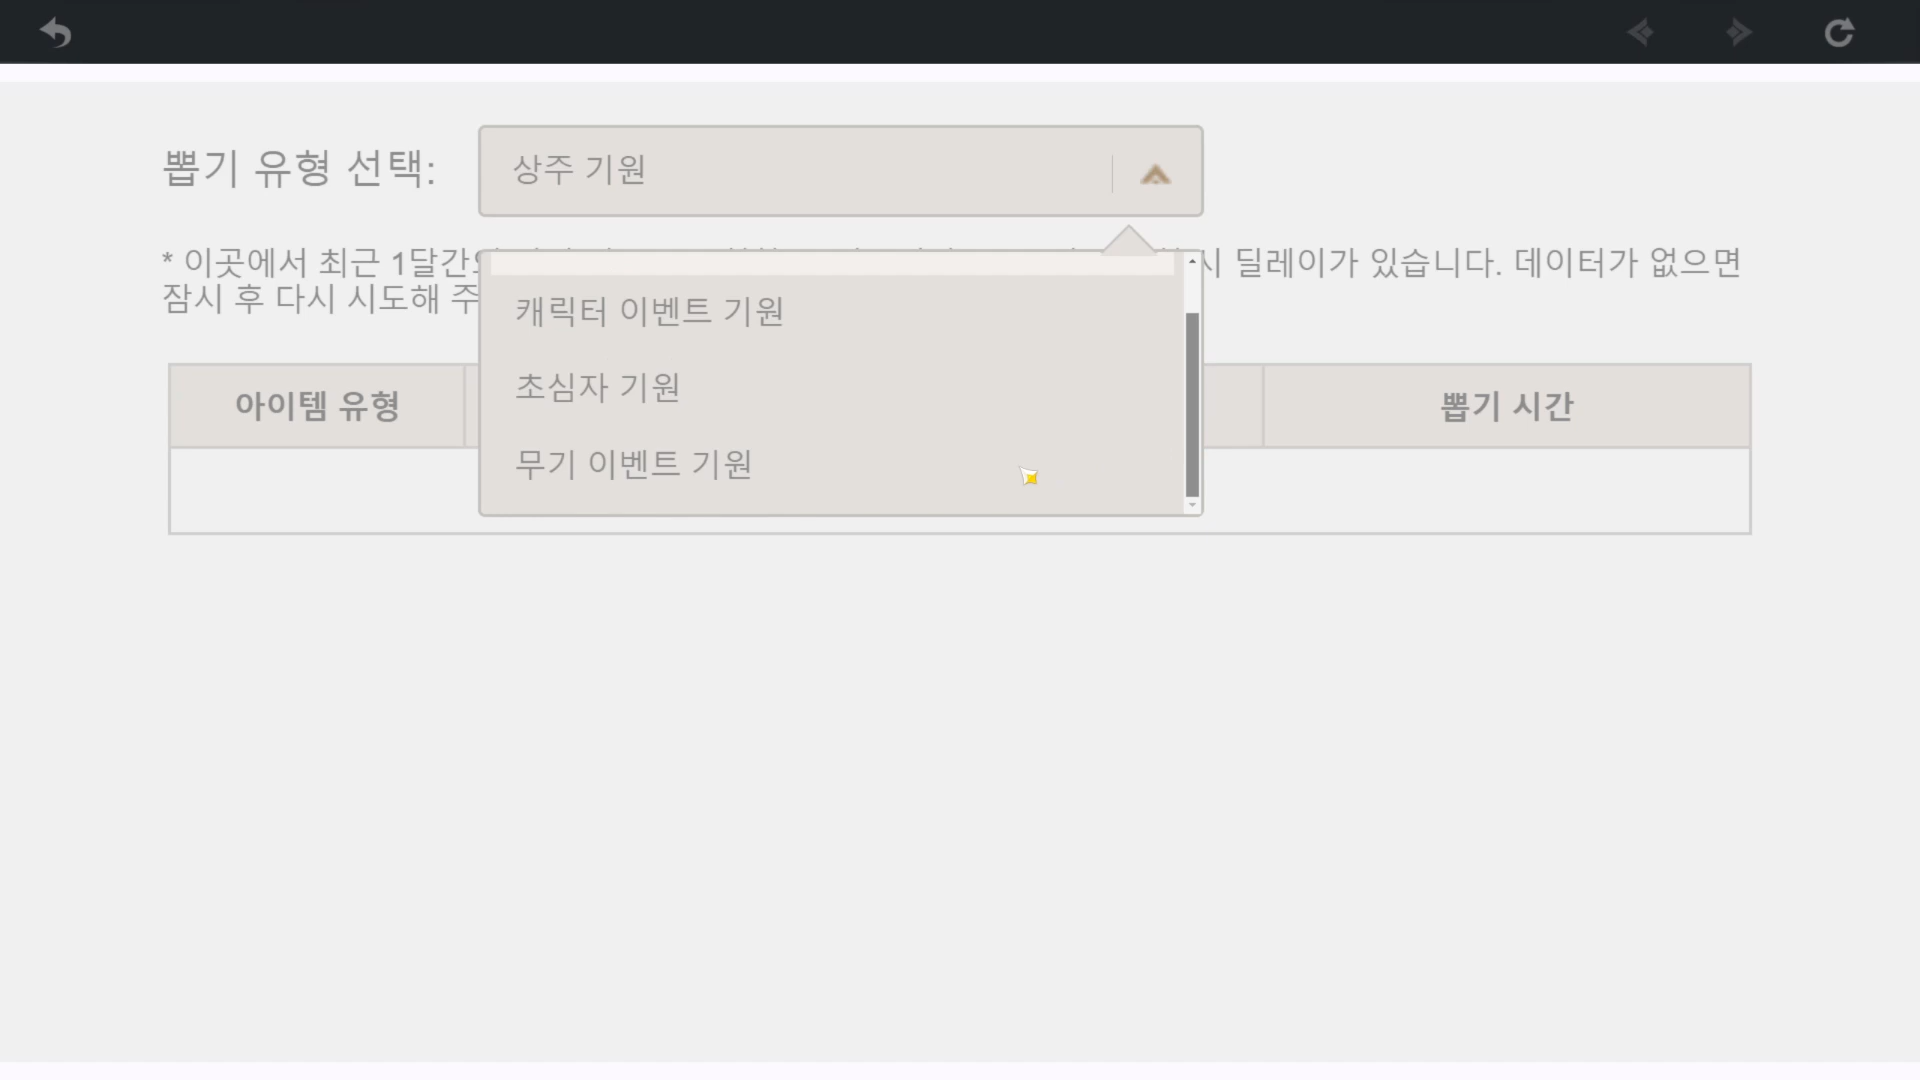 뽑기 유형 선택:
상주 기원
* 이곳에서 최근 1달간 시 딜레이가 있습니다. 데이터가 없으면
잠시 후 다시 시도해 주
캐릭터 이벤트 기원
초심자 기원
무기 이벤트 기원
아이템 유형
뽑기 시간